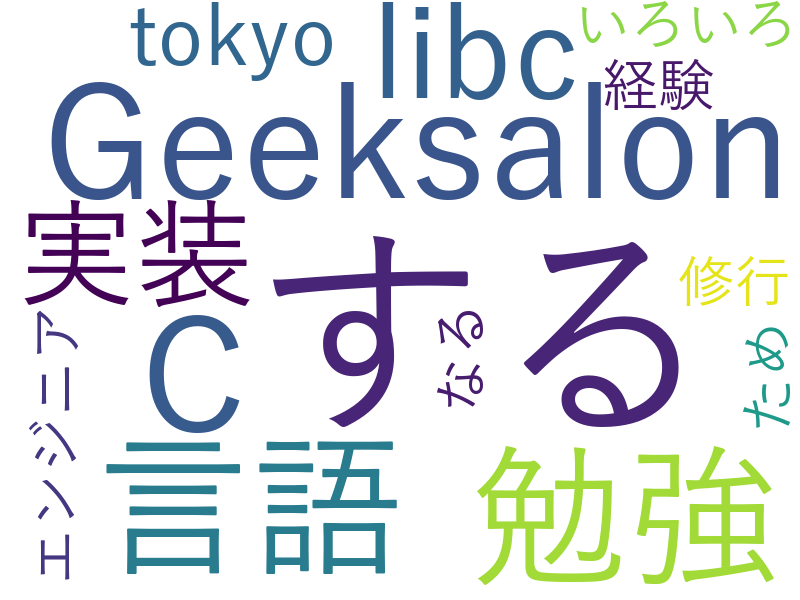 tokyo
libc
いろいろ
経験
Geeksalon
実装
する
修行
エンジニア
C
なる
ため
言語
勉強